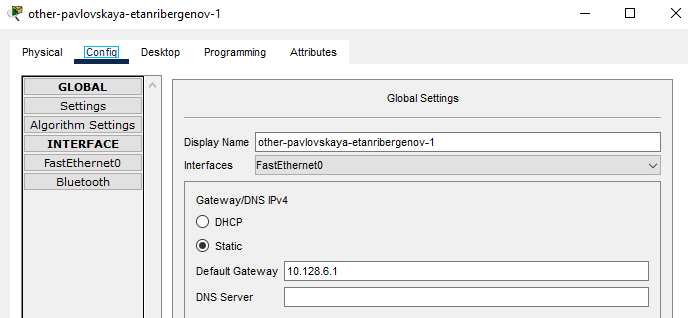 other-pavlovskaya-etanribergenov-1
Physical Config Desktop Programming Attributes
GLOBAL
Settings
Algorithm Settings
INTERFACE
FastEthernet0
Bluetooth
Global Settings
Display Name other-pavlovskaya-etanribergenov-1
Interfaces FastEthernet0
Gateway/DNS IPv4
DHCP
Static
Default Gateway 10.128.6.1
DNS Server